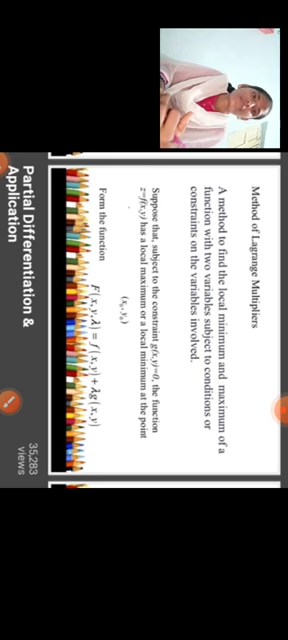 Method of Lagrange Multipliers
A method to find the local minimum and maximum of a
function with two variables subject to conditions or
constraints on the variables involved.
Suppose that, subject to the constraint g(x,y)=0, the function
z=f(x,y) has a local maximum or a local minimum at the point
(x₀, y₀)
Form the function
F(x,y,λ)=f(x,y)+λg(x,y)
Partial Differentiation &
Application
35,283
views